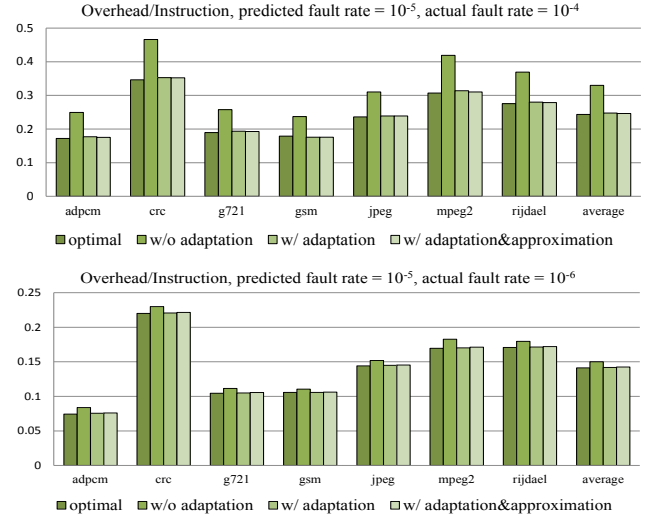 Overhead/Instruction, predicted fault rate = 10⁻⁵, actual fault rate = 10⁻⁴
0.5
0.4
0.3
0.2
0.1
0
adpcm crc g721 gsm jpeg mpeg2 rijdael average
optimal w/o adaptation w/ adaptation w/ adaptation&approximation
Overhead/Instruction, predicted fault rate = 10⁻⁵, actual fault rate = 10⁻⁶
0.25
0.2
0.15
0.1
0.05
0
adpcm crc g721 gsm jpeg mpeg2 rijdael average
optimal w/o adaptation w/ adaptation w/ adaptation&approximation